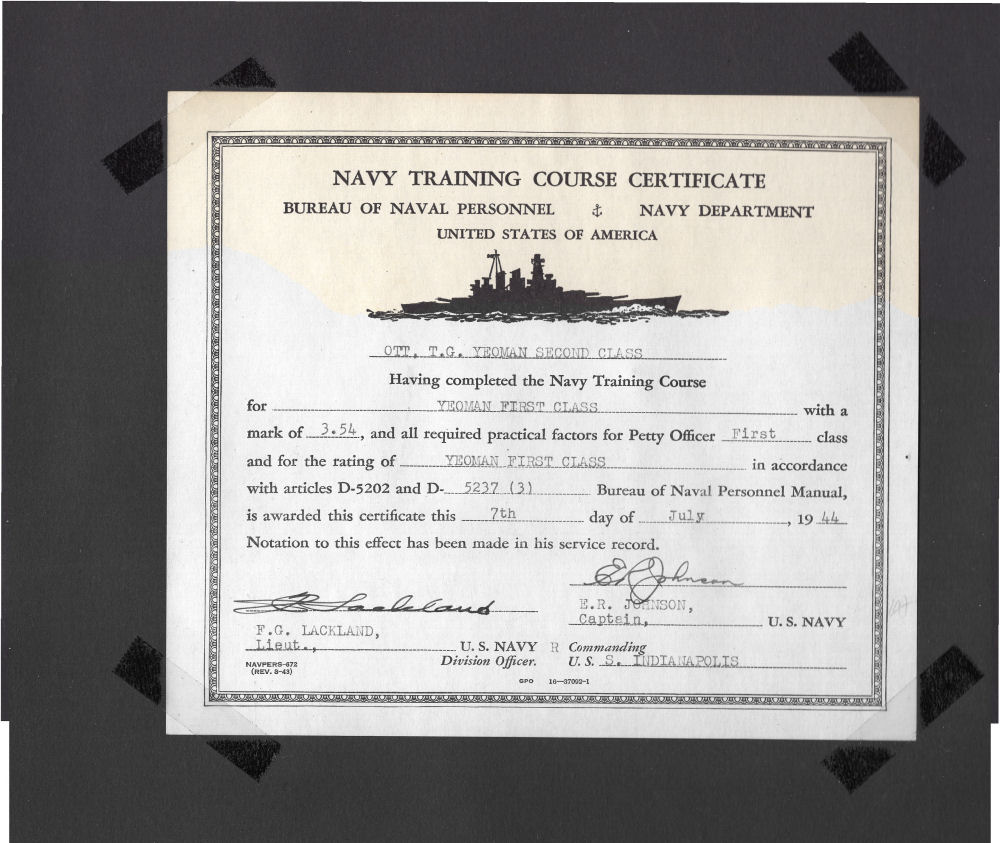 NAVY TRAINING COURSE CERTIFICATE
BUREAU OF NAVAL PERSONNEL NAVY DEPARTMENT
UNITED STATES OF AMERICA
OTT, T.G. YEOMAN SECOND CLASS
Having completed the Navy Training Course
for YEOMAN FIRST CLASS with a
mark of 3.54, and all required practical factors for Petty Officer First class
and for the rating of YEOMAN FIRST CLASS in accordance
with articles D-5202 and D- 5237 (3) Bureau of Naval Personnel Manual,
is awarded this certificate this 7th day of July, 19 44
Notation to this effect has been made in his service record.
E R Johnson
E.R. JOHNSON,
Captain, U. S. NAVY
Commanding
U. S. S. INDIANAPOLIS
F G Lackland
F.G. LACKLAND,
Lieut., U. S. NAVY R
Division Officer.
NAVPERS-672
(REV. 8-43)
GPO 16—37092-1